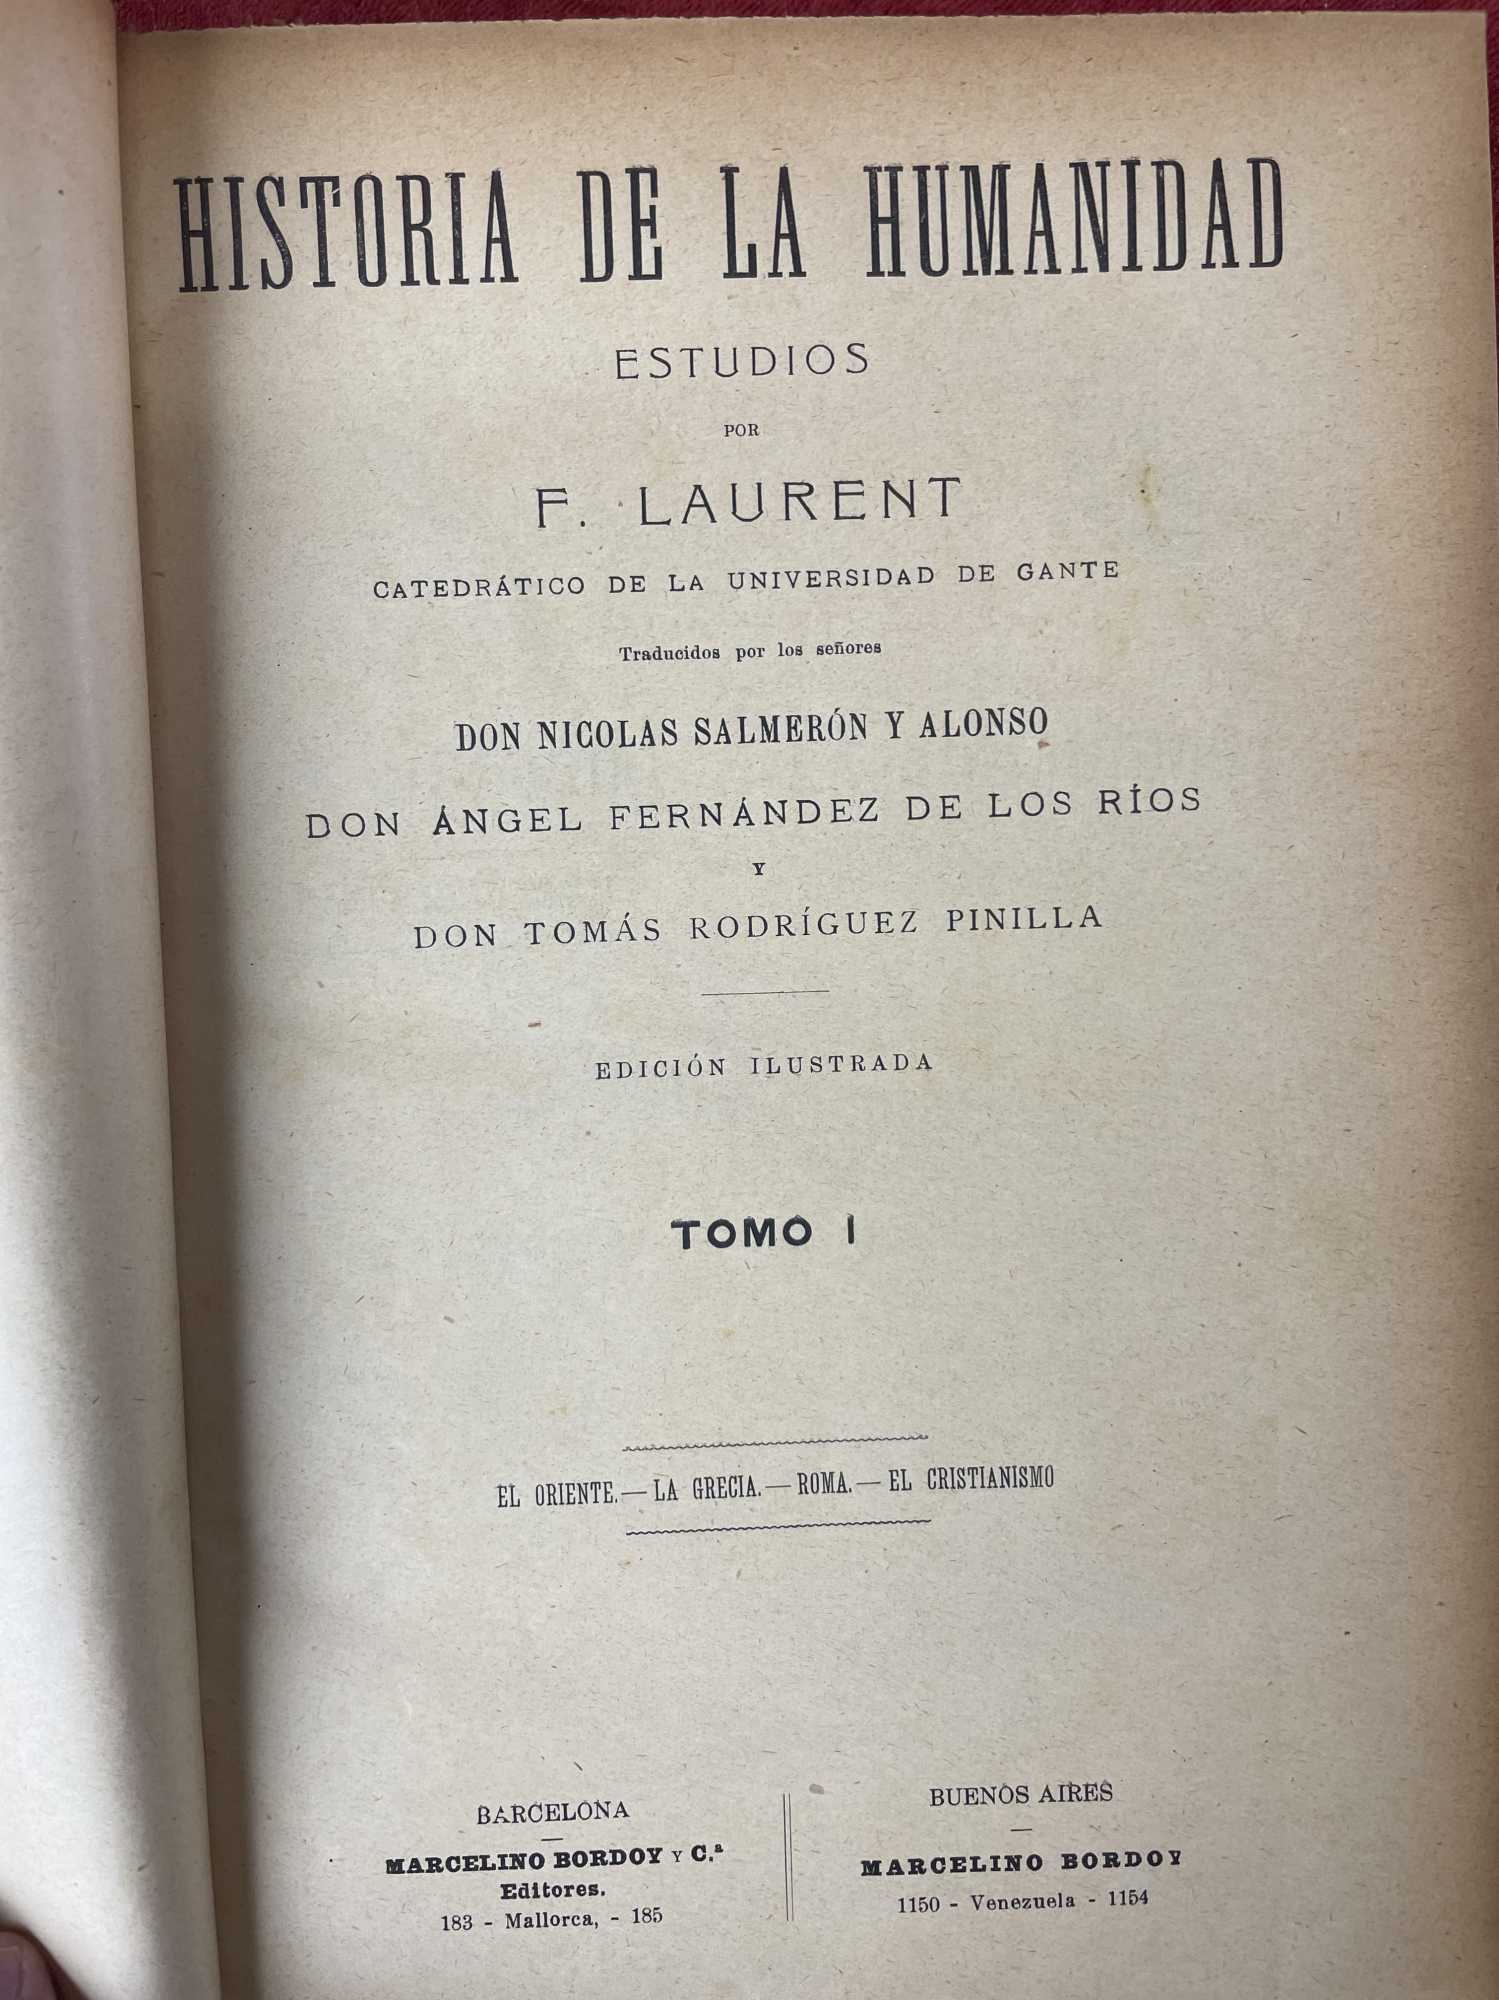 HISTORIA DE LA HUMANIDAD
ESTUDIOS
POR
F. LAURENT
CATEDRÁTICO DE LA UNIVERSIDAD DE GANTE
Traducidos por los señores
DON NICOLAS SALMERÓN Y ALONSO
DON ÁNGEL FERNÁNDEZ DE LOS RÍOS
Y
DON TOMÁS RODRÍGUEZ PINILLA
EDICIÓN ILUSTRADA
TOMO I
EL ORIENTE.—LA GRECIA.—ROMA.—EL CRISTIANISMO
BARCELONA
MARCELINO BORDOY Y C.ª
Editores.
183 - Mallorca, - 185
BUENOS AIRES
MARCELINO BORDOY
1150 - Venezuela - 1154